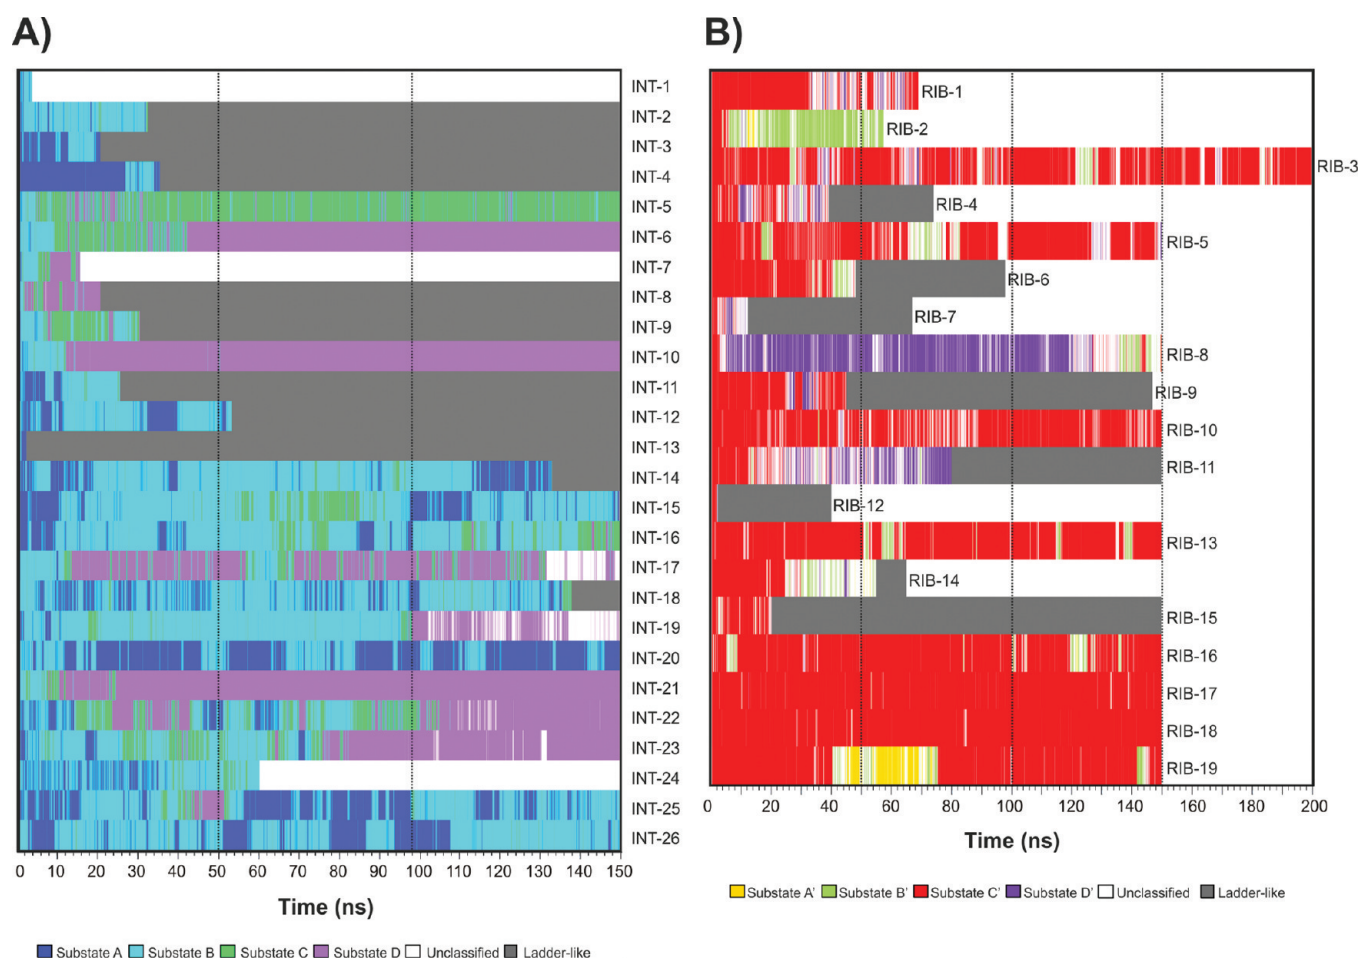 A)
INT-1
INT-2
INT-3
INT-4
INT-5
INT-6
INT-7
INT-8
INT-9
INT-10
INT-11
INT-12
INT-13
INT-14
INT-15
INT-16
INT-17
INT-18
INT-19
INT-20
INT-21
INT-22
INT-23
INT-24
INT-25
INT-26
0 10 20 30 40 50 60 70 80 90 100 110 120 130 140 150
Time (ns)
Substate A Substate B Substate C Substate D Unclassified Ladder-like
B)
RIB-1
RIB-2
RIB-3
RIB-4
RIB-5
RIB-6
RIB-7
RIB-8
RIB-9
RIB-10
RIB-11
RIB-12
RIB-13
RIB-14
RIB-15
RIB-16
RIB-17
RIB-18
RIB-19
0 20 40 60 80 100 120 140 160 180 200
Time (ns)
Substate A' Substate B' Substate C' Substate D' Unclassified Ladder-like